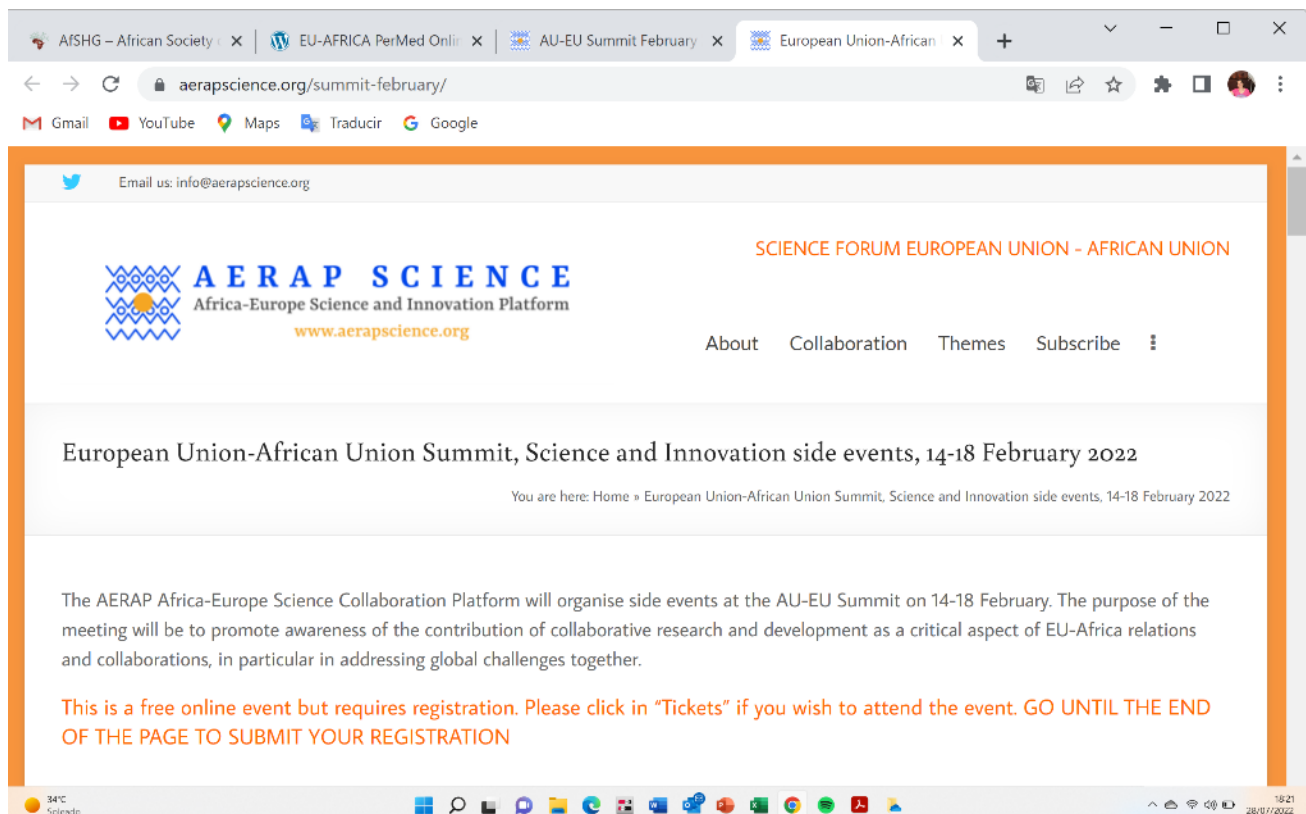 AfSHG – African Society
EU-AFRICA PerMed Onlin
AU-EU Summit February
European Union-African
aerapscience.org/summit-february/
Gmail YouTube Maps Traducir Google
Email us: info@aerapscience.org
SCIENCE FORUM EUROPEAN UNION - AFRICAN UNION
AERAP SCIENCE
Africa-Europe Science and Innovation Platform
www.aerapscience.org
About Collaboration Themes Subscribe
European Union-African Union Summit, Science and Innovation side events, 14-18 February 2022
You are here: Home » European Union-African Union Summit, Science and Innovation side events, 14-18 February 2022
The AERAP Africa-Europe Science Collaboration Platform will organise side events at the AU-EU Summit on 14-18 February. The purpose of the
meeting will be to promote awareness of the contribution of collaborative research and development as a critical aspect of EU-Africa relations
and collaborations, in particular in addressing global challenges together.
This is a free online event but requires registration. Please click in “Tickets” if you wish to attend the event. GO UNTIL THE END
OF THE PAGE TO SUBMIT YOUR REGISTRATION
34°C
Soleado
18:21
28/07/2022